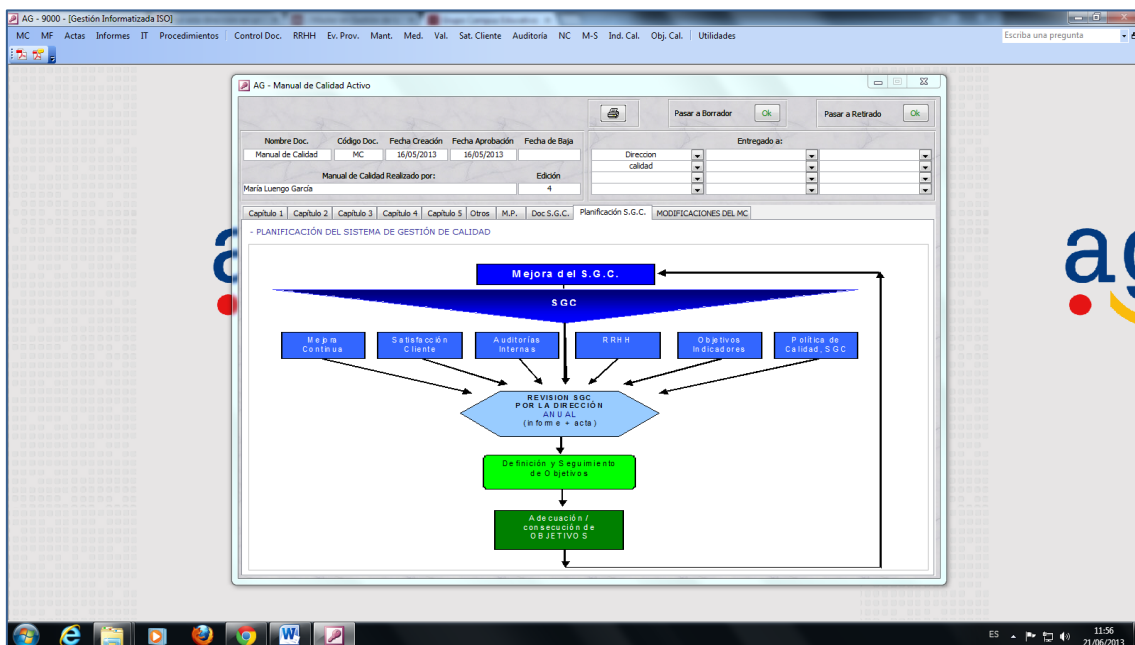 AG - 9000 - [Gestión Informatizada ISO]
MC MF Actas Informes IT Procedimientos Control Doc. RRHH Ev. Prov. Mant. Med. Val. Sat. Cliente Auditoría NC M-S Ind. Cal. Obj. Cal. Utilidades
Escriba una pregunta
AG - Manual de Calidad Activo
Pasar a Borrador Ok Pasar a Retirado Ok
Nombre Doc. Código Doc. Fecha Creación Fecha Aprobación Fecha de Baja
Entregado a:
Manual de Calidad MC 16/05/2013 16/05/2013
Direccion
calidad
Manual de Calidad Realizado por: Edición
María Luengo García 4
Capítulo 1 Capítulo 2 Capítulo 3 Capítulo 4 Capítulo 5 Otros M.P. Doc S.G.C. Planificación S.G.C. MODIFICACIONES DEL MC
- PLANIFICACIÓN DEL SISTEMA DE GESTIÓN DE CALIDAD
Mejora del S.G.C.
SGC
Mejora
Continua
Satisfacción
Cliente
Auditorías
Internas
RRHH
Objetivos
Indicadores
Política de
Calidad, SGC
REVISION SGC
POR LA DIRECCIÓN
ANUAL
(informe + acta)
Definición y Seguimiento
de Objetivos
Adecuación /
consecución de
OBJETIVOS
ag
ES
11:56
21/06/2013